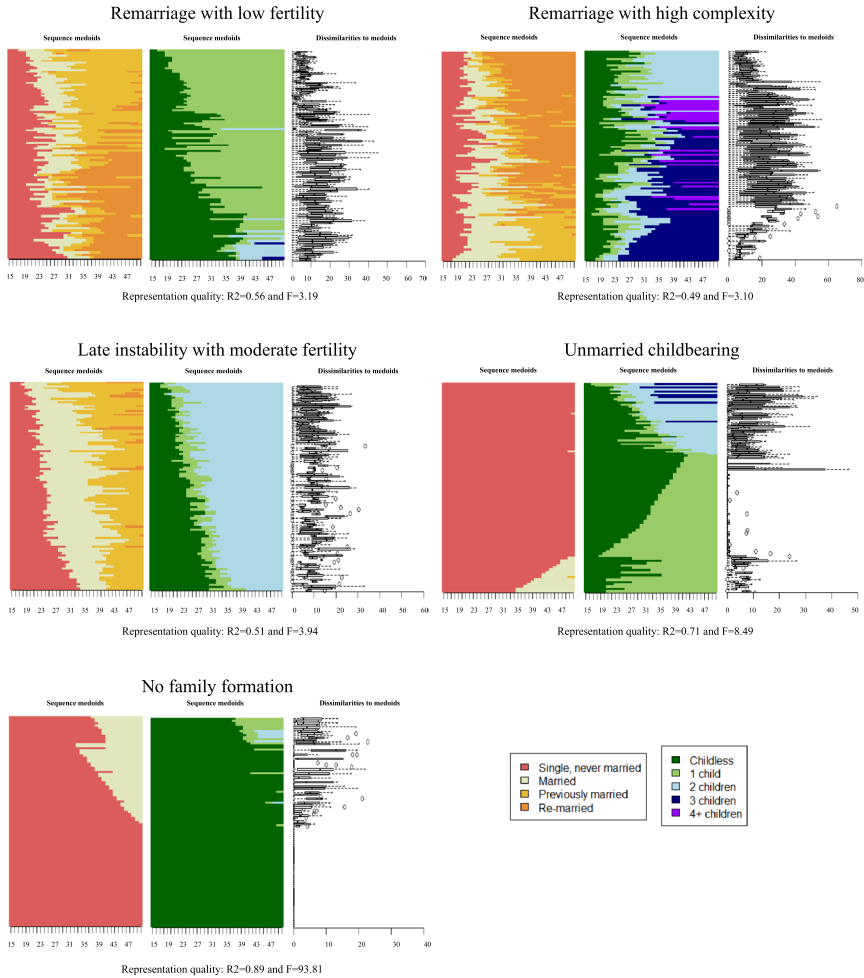 Remarriage with low fertility
Sequence medoids Sequence medoids Dissimilarities to medoids
15 19 23 27 31 35 39 43 47 15 19 23 27 31 35 39 43 47 0 10 20 30 40 50 60 70
Representation quality: R2=0.56 and F=3.19
Remarriage with high complexity
Sequence medoids Sequence medoids Dissimilarities to medoids
15 19 23 27 31 35 39 43 47 15 19 23 27 31 35 39 43 47 0 20 40 60 80
Representation quality: R2=0.49 and F=3.10
Late instability with moderate fertility
Sequence medoids Sequence medoids Dissimilarities to medoids
15 19 23 27 31 35 39 43 47 15 19 23 27 31 35 39 43 47 0 10 20 30 40 50 60
Representation quality: R2=0.51 and F=3.94
Unmarried childbearing
Sequence medoids Sequence medoids Dissimilarities to medoids
15 19 23 27 31 35 39 43 47 15 19 23 27 31 35 39 43 47 0 10 20 30 40 50
Representation quality: R2=0.71 and F=8.49
No family formation
Sequence medoids Sequence medoids Dissimilarities to medoids
15 19 23 27 31 35 39 43 47 51 15 19 23 27 31 35 39 43 47 51 0 10 20 30 40
Representation quality: R2=0.89 and F=93.81
Single, never married
Married
Previously married
Re-married
Childless
1 child
2 children
3 children
4+ children